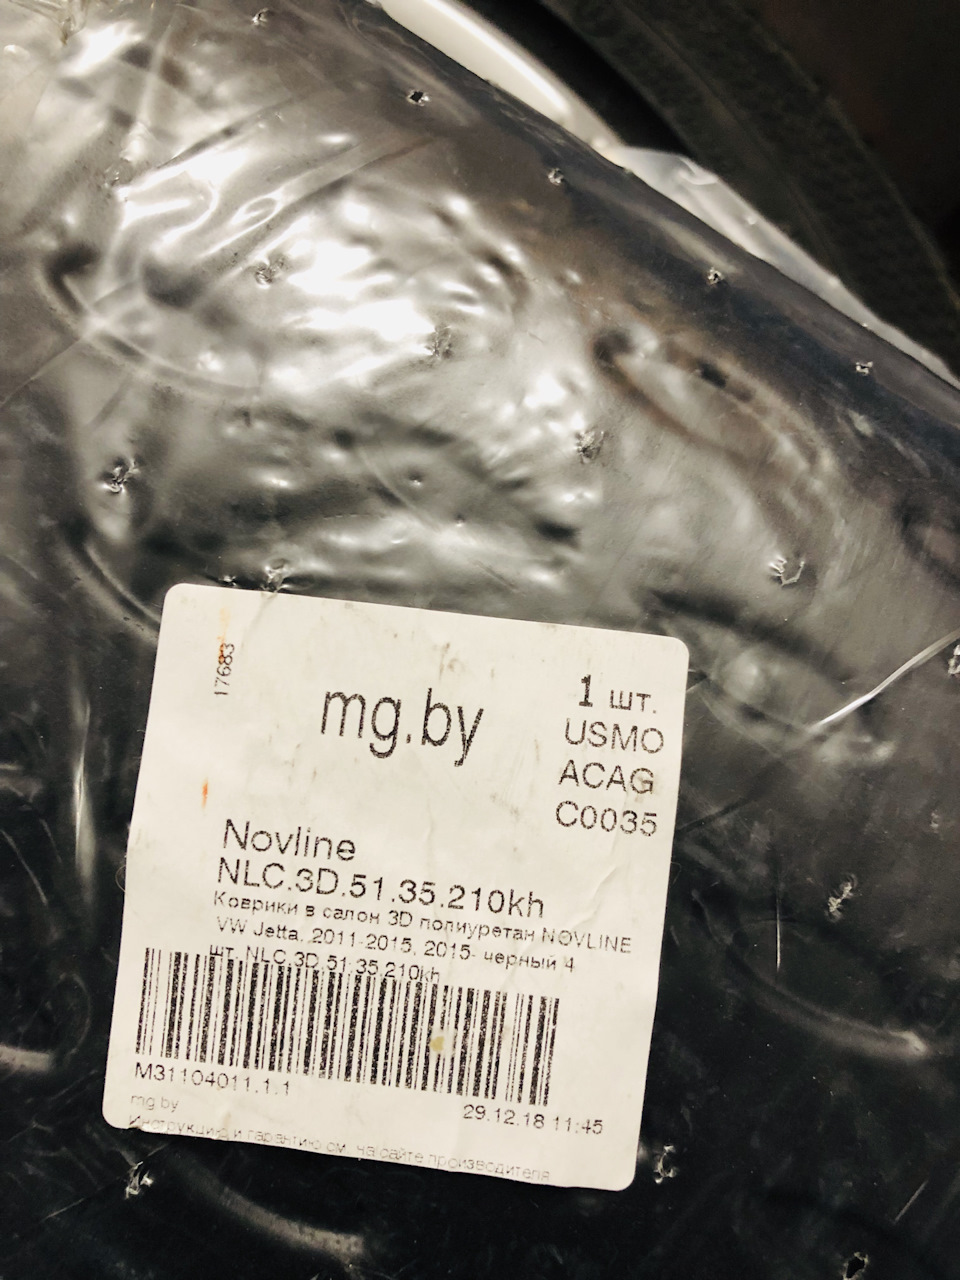 17683
mg.by
1 шт.
USMO
ACAG
C0035
Novline
NLC.3D.51.35.210kh
Коврики в салон 3D полиуретан NOVLINE
VW Jetta, 2011-2015, 2015- черный 4
шт. NLC.3D.51.35.210kh
M31104011.1.1
29.12.18 11:45
mg.by
Инструкцию и гарантию см. на сайте производителя